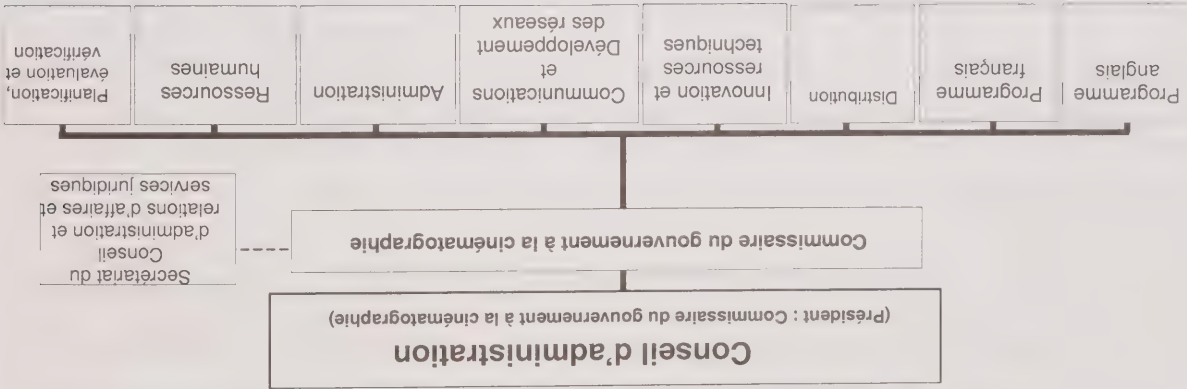 Conseil d'administration
(Président : Commissaire du gouvernement à la cinématographie)
Commissaire du gouvernement à la cinématographie
Secrétariat du
Conseil
d'administration et
relations d'affaires et
services juridiques
Programme
anglais
Programme
français
Distribution
Innovation et
ressources
techniques
Communications
et
Développement
des réseaux
Administration
Ressources
humaines
Planification,
évaluation et
vérification